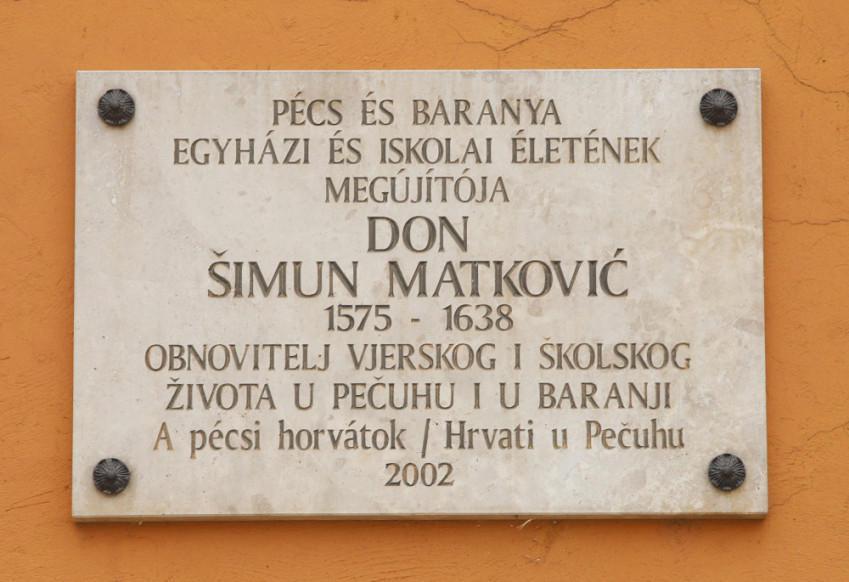 PÉCS ÉS BARANYA
EGYHÁZI ÉS ISKOLAI ÉLETÉNEK
MEGÚJÍTÓJA
DON
ŠIMUN MATKOVIĆ
1575 - 1638
OBNOVITELJ VJERSKOG I ŠKOLSKOG
ŽIVOTA U PEČUHU I U BARANJI
A pécsi horvátok / Hrvati u Pečuhu
2002